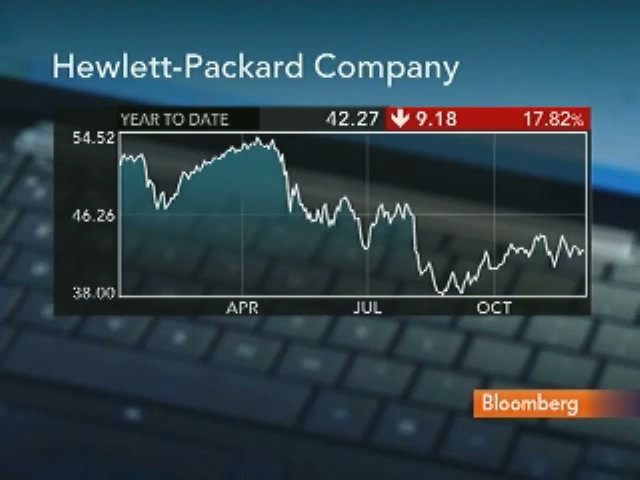 Hewlett-Packard Company
YEAR TO DATE 42.27 9.18 17.82%
54.52
46.26
38.00
APR JUL OCT
Bloomberg